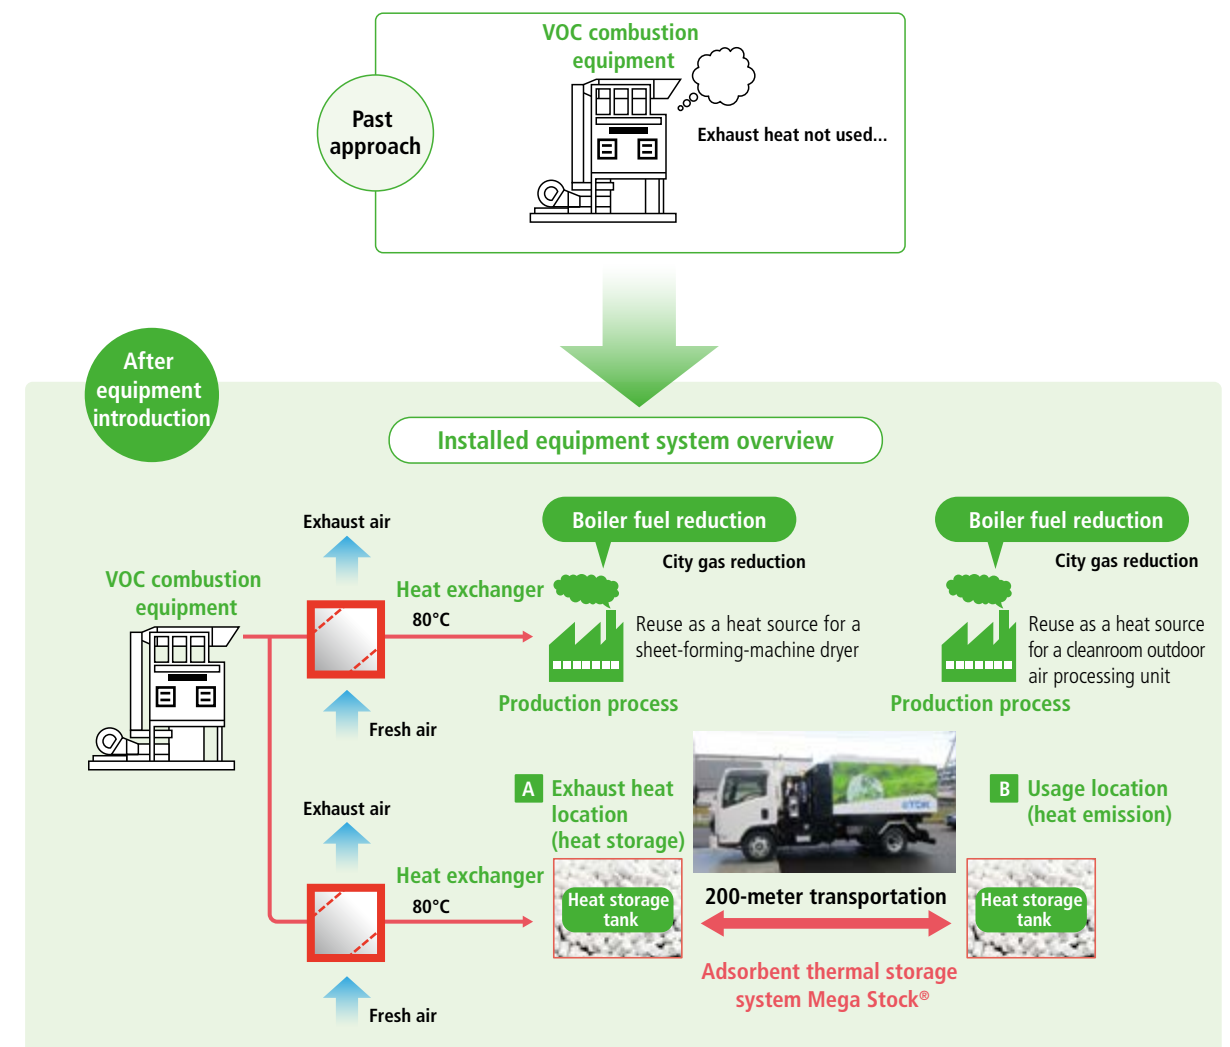 VOC combustion
equipment
Past
approach
Exhaust heat not used...
After
equipment
introduction
Installed equipment system overview
Exhaust air
VOC combustion
equipment
Heat exchanger
80°C
Fresh air
Boiler fuel reduction
City gas reduction
Reuse as a heat source for a
sheet-forming-machine dryer
Production process
Boiler fuel reduction
City gas reduction
Reuse as a heat source
for a cleanroom outdoor
air processing unit
Production process
Exhaust air
Heat exchanger
80°C
Fresh air
A Exhaust heat
location
(heat storage)
Heat storage
tank
TDK
200-meter transportation
Adsorbent thermal storage
system Mega Stock®
B Usage location
(heat emission)
Heat storage
tank